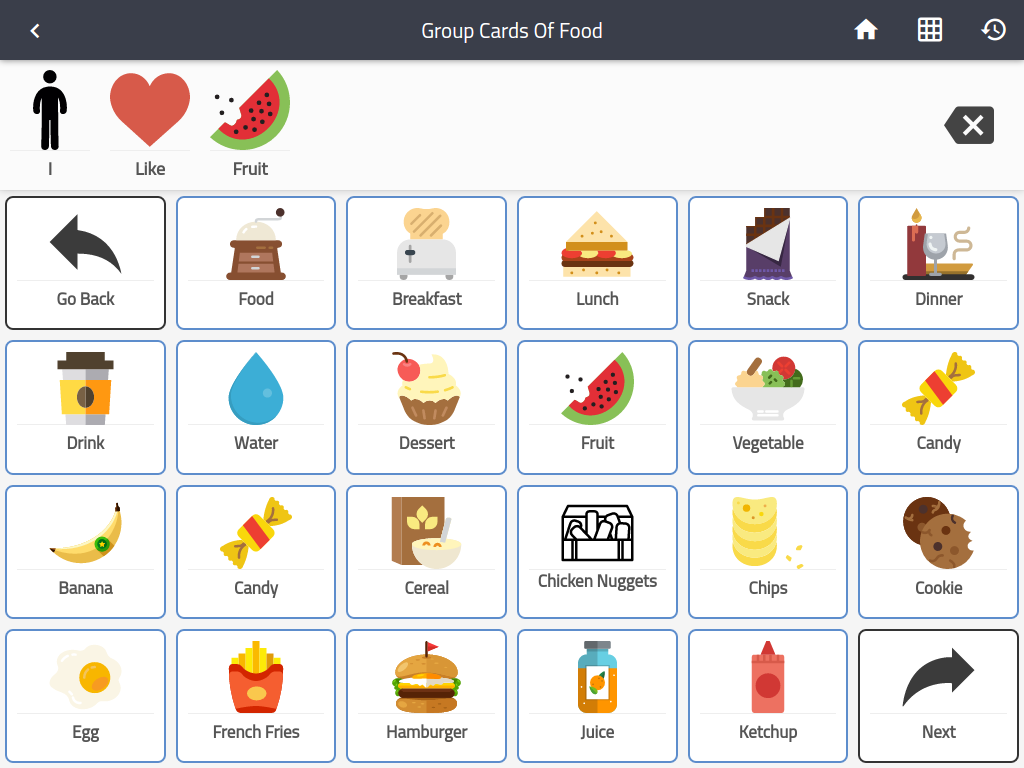 Group Cards Of Food
I
Like
Fruit
Go Back
Food
Breakfast
Lunch
Snack
Dinner
Drink
Water
Dessert
Fruit
Vegetable
Candy
Banana
Candy
Cereal
Chicken Nuggets
Chips
Cookie
Egg
French Fries
Hamburger
Juice
Ketchup
Next